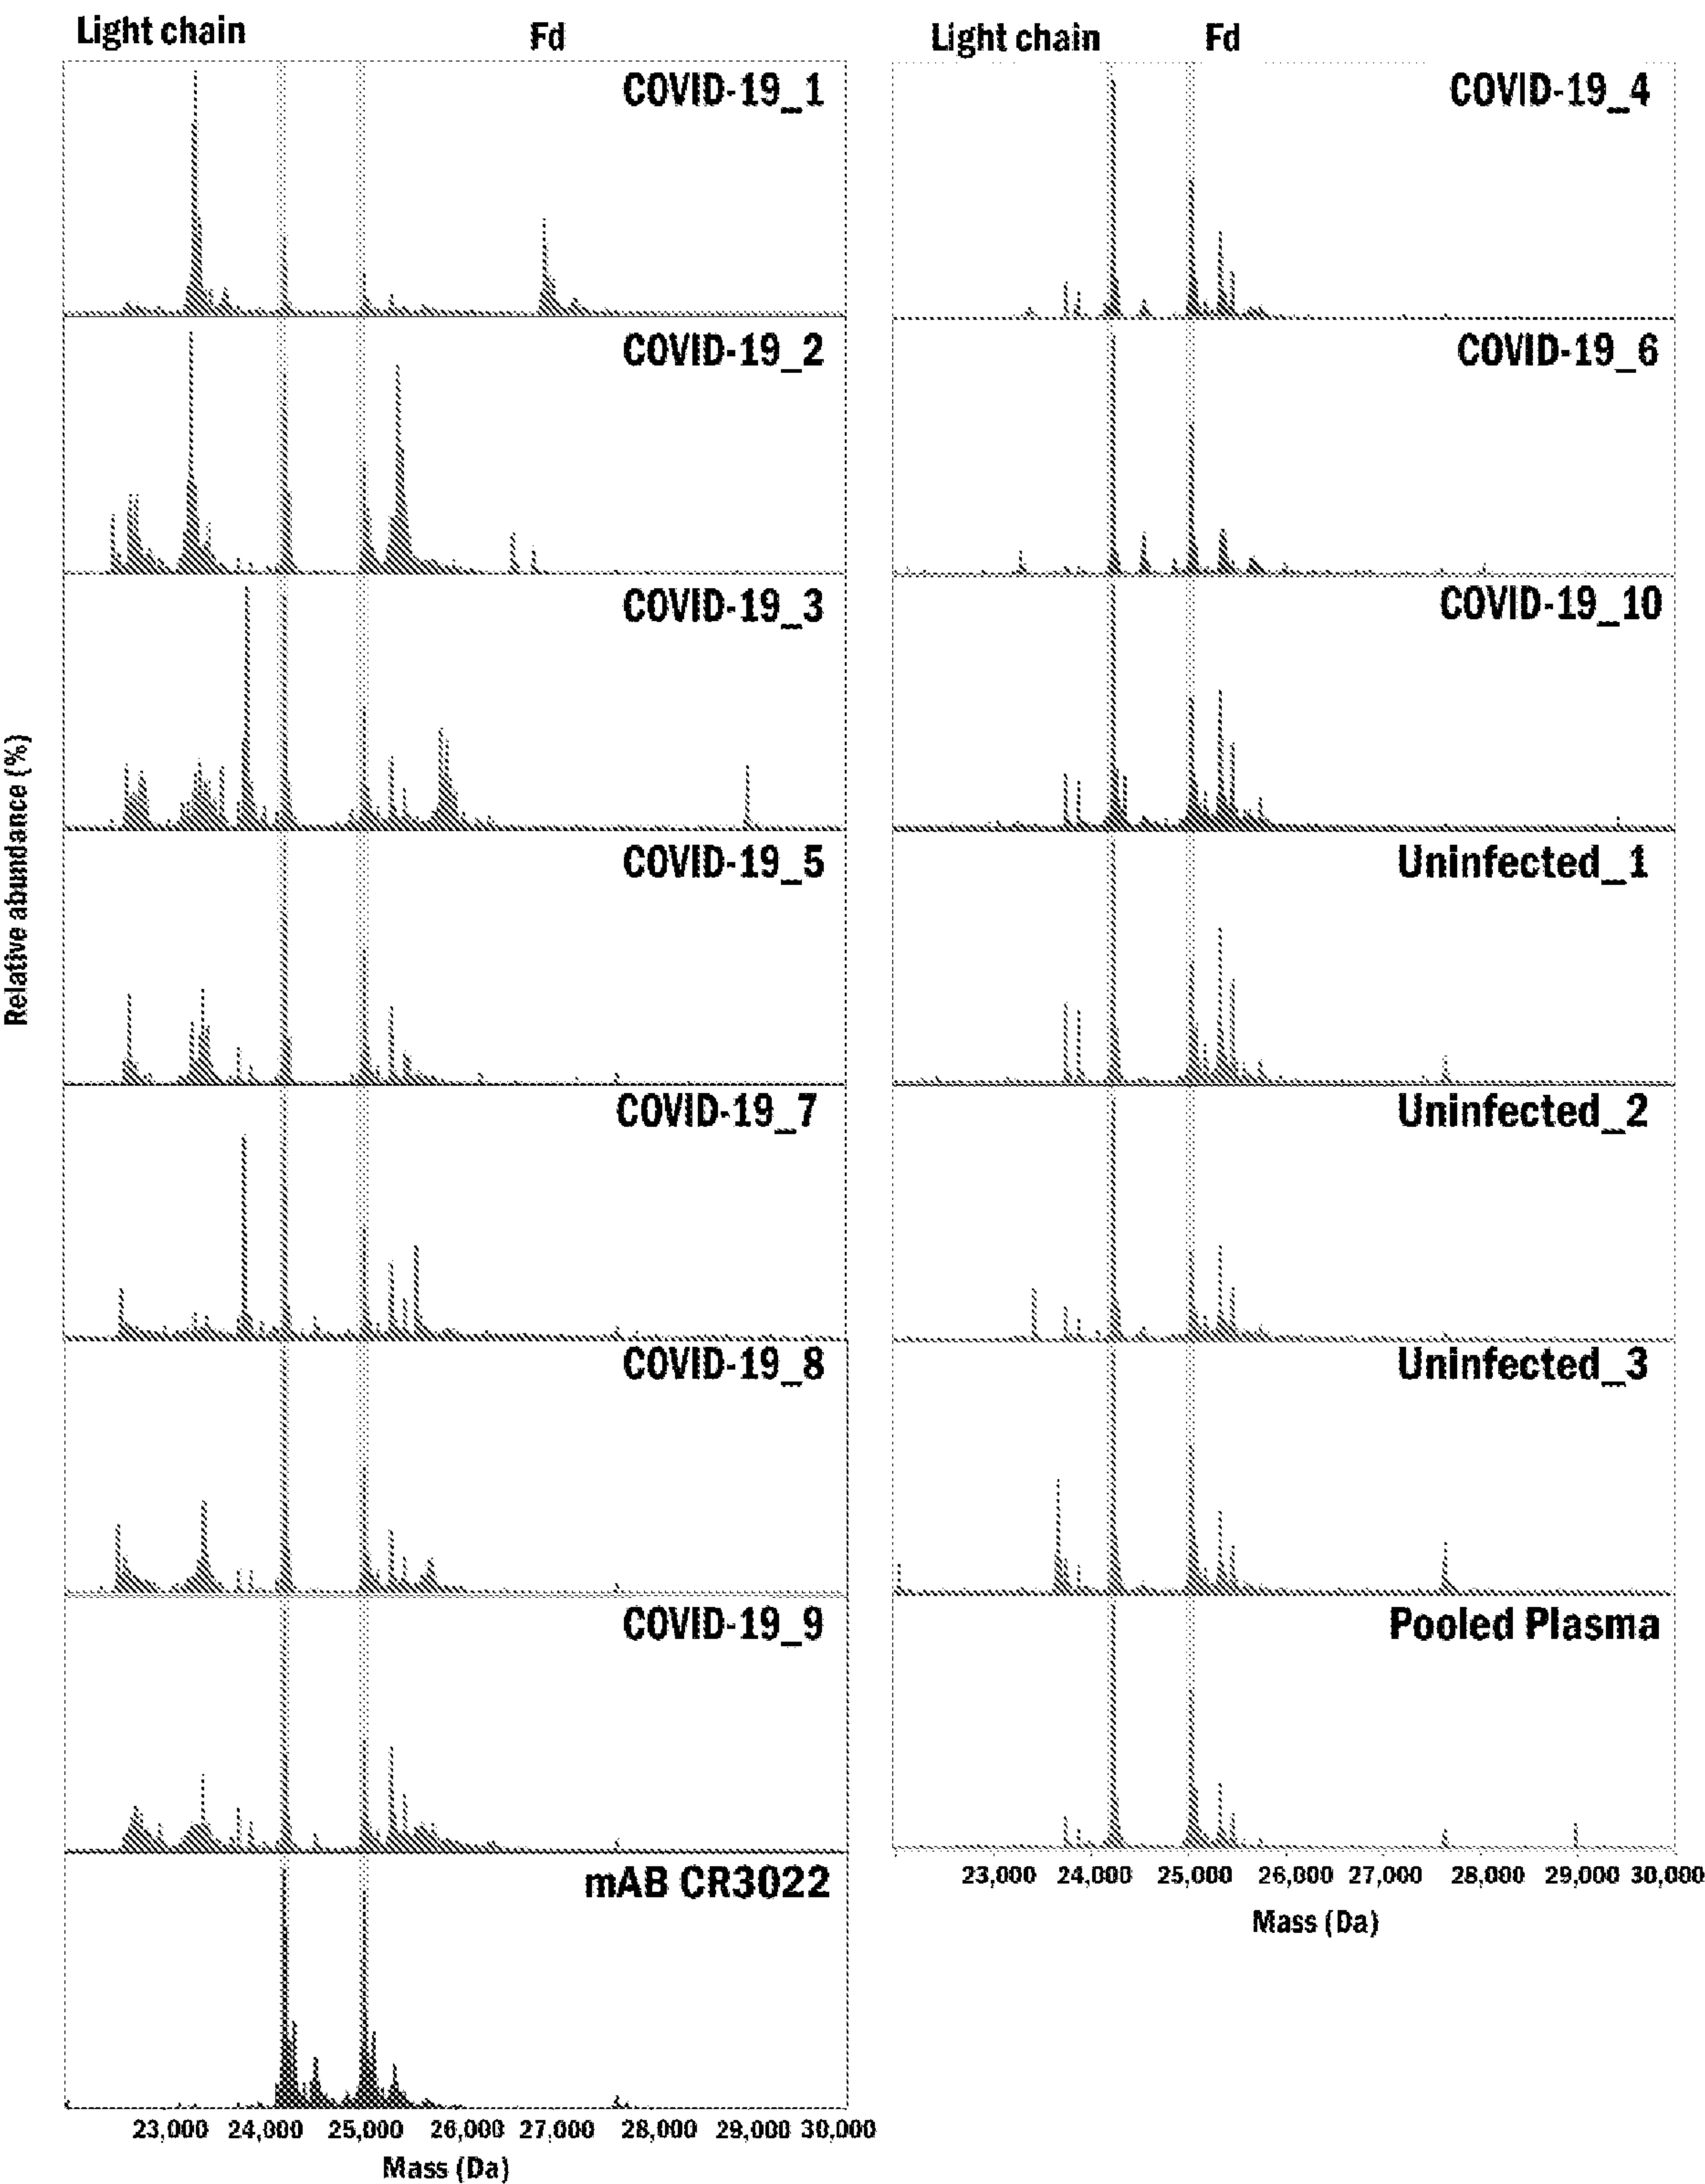 Light chain Fd
COVID-19_1
COVID-19_2
COVID-19_3
COVID-19_5
COVID-19_7
COVID-19_8
COVID-19_9
mAB CR3022
Relative abundance (%)
23,000 24,000 25,000 26,000 27,000 28,000 29,000 30,000
Mass (Da)
Light chain Fd
COVID-19_4
COVID-19_6
COVID-19_10
Uninfected_1
Uninfected_2
Uninfected_3
Pooled Plasma
23,000 24,000 25,000 26,000 27,000 28,000 29,000 30,000
Mass (Da)